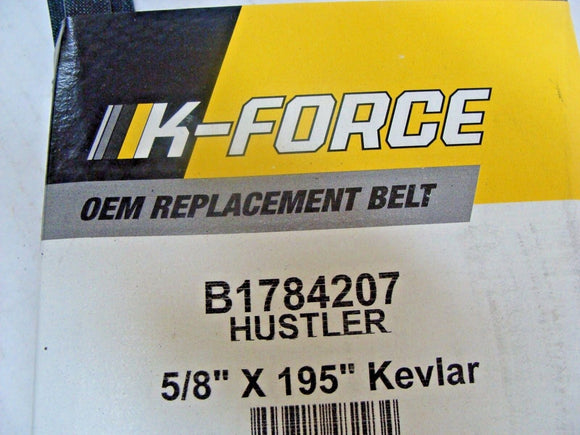 K-FORCE
OEM REPLACEMENT BELT
B1784207
HUSTLER
5/8" X 195" Kevlar